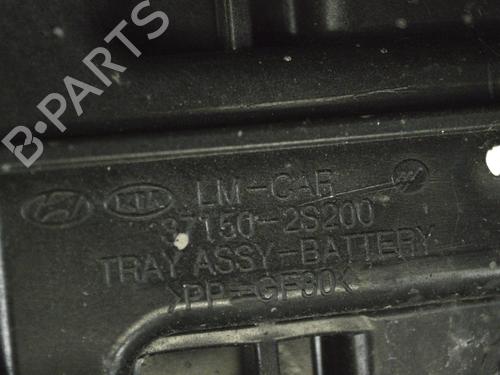 B-PARTS
KIA LM-CAR
37150-2S200
TRAY ASSY-BATTERY
>PP-GF30<